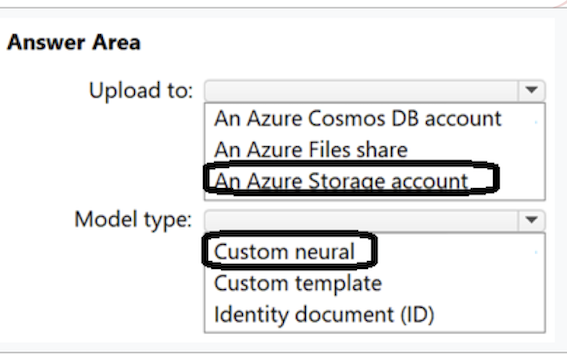 Answer Area
Upload to:
An Azure Cosmos DB account
An Azure Files share
An Azure Storage account
Model type:
Custom neural
Custom template
Identity document (ID)